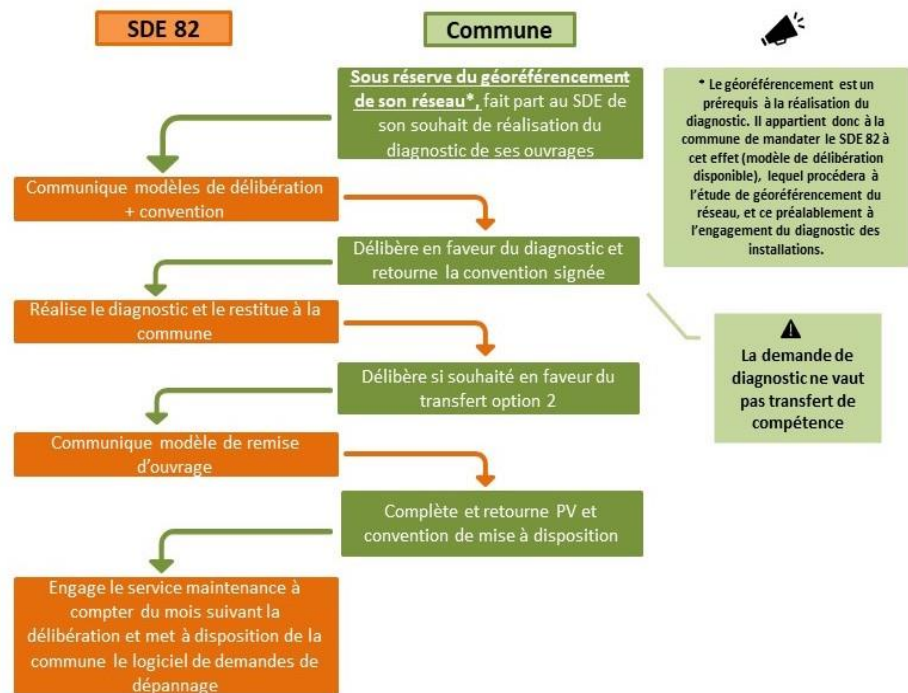 SDE 82
Commune
Sous réserve du géoréférencement
de son réseau*, fait part au SDE de
son souhait de réalisation du
diagnostic de ses ouvrages
* Le géoréférencement est un
prérequis à la réalisation du
diagnostic. Il appartient donc à la
commune de mandater le SDE 82 à
cet effet (modèle de délibération
disponible), lequel procédera à
l'étude de géoréférencement du
réseau, et ce préalablement à
l'engagement du diagnostic des
installations.
Communique modèles de délibération
+ convention
Délibère en faveur du diagnostic et
retourne la convention signée
Réalise le diagnostic et le restitue à la
commune
La demande de
diagnostic ne vaut
pas transfert de
compétence
Délibère si souhaité en faveur du
transfert option 2
Communique modèle de remise
d'ouvrage
Complète et retourne PV et
convention de mise à disposition
Engage le service maintenance à
compter du mois suivant la
délibération et met à disposition de la
commune le logiciel de demandes de
dépannage